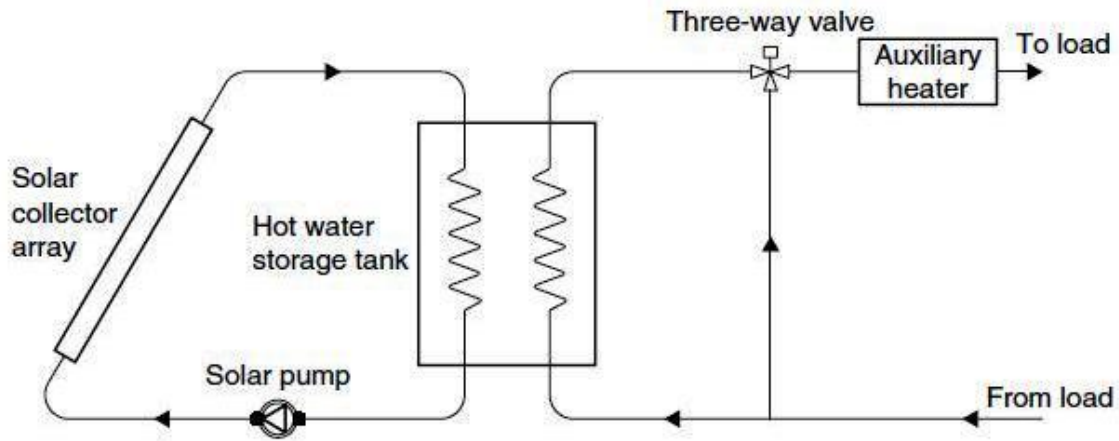 Three-way valve
Auxiliary
heater
To load
Solar
collector
array
Hot water
storage tank
Solar pump
From load